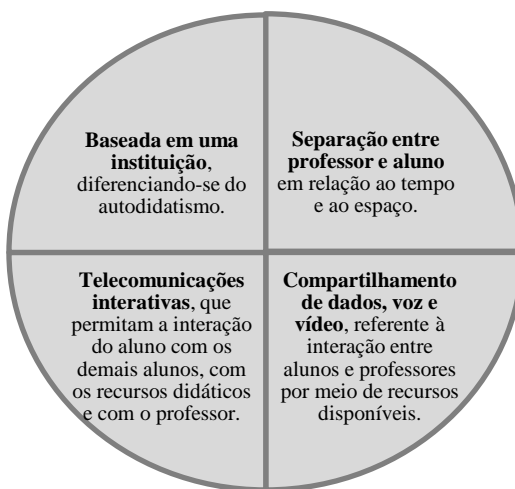 Baseada em uma
instituição,
diferenciando-se do
autodidatismo.
Separação entre
professor e aluno
em relação ao tempo
e ao espaço.
Telecomunicações
interativas, que
permitam a interação
do aluno com os
demais alunos, com
os recursos didáticos
e com o professor.
Compartilhamento
de dados, voz e
vídeo, referente à
interação entre
alunos e professores
por meio de recursos
disponíveis.